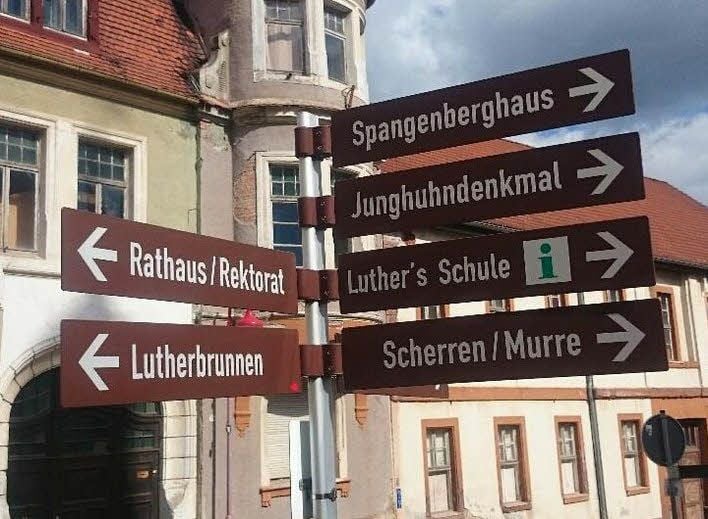 Spangenberghaus
Junghuhndenkmal
Rathaus/Rektorat
Luther's Schule i
Lutherbrunnen
Scherren/Murre